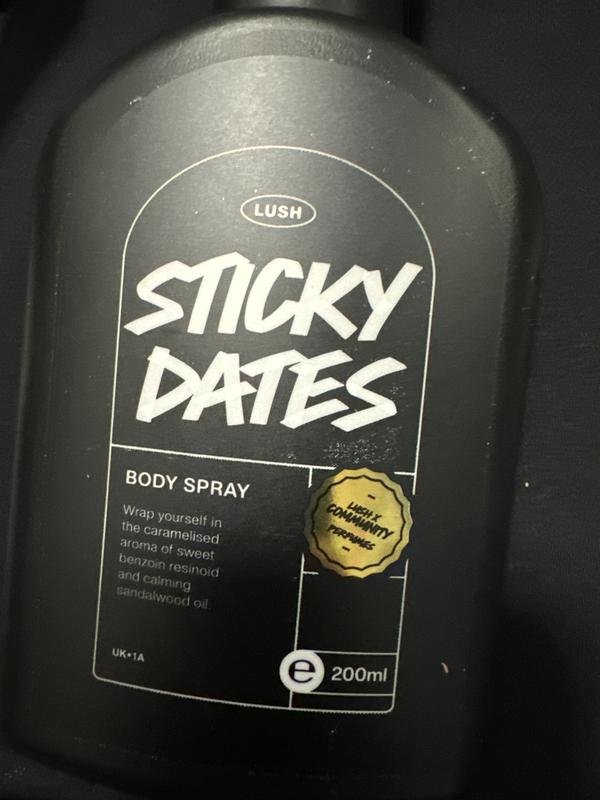 LUSH
STICKY
DATES
BODY SPRAY
Wrap yourself in
the caramelised
aroma of sweet
benzoin resinoid
and calming
sandalwood oil.
LUSH X
COMMUNITY
PERFUMES
UK•1A
e 200ml